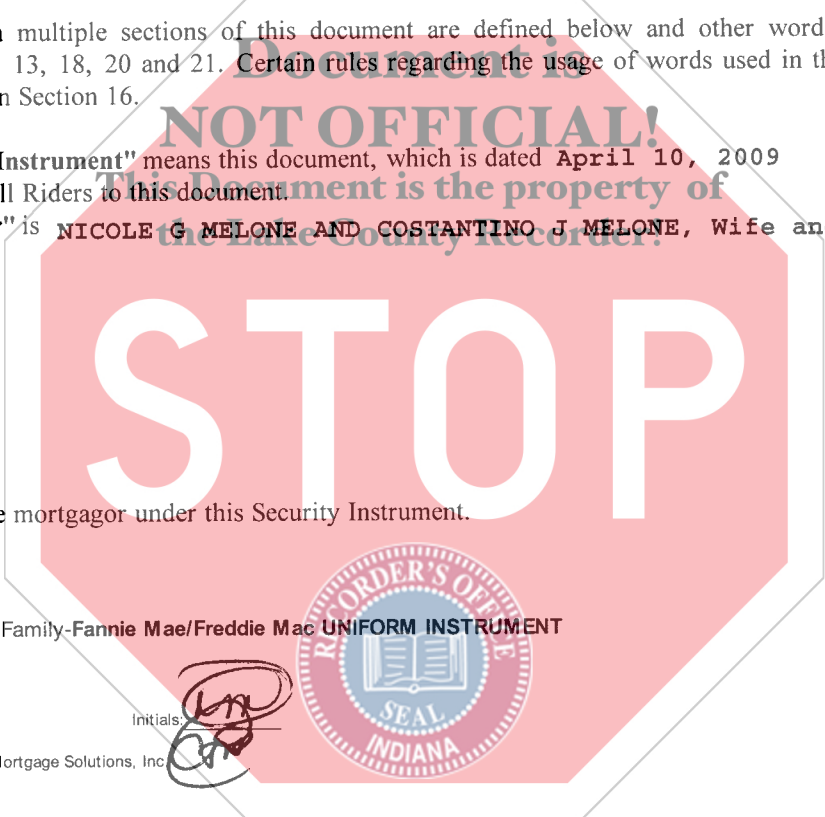 multiple sections of this document are defined below and other word
13, 18, 20 and 21. Certain rules regarding the usage of words used in th
n Section 16.
Document is
NOT OFFICIAL!
This Document is the property of
the Lake County Recorder!
Instrument" means this document, which is dated April 10, 2009
ll Riders to this document.
" is NICOLE G MELONE AND COSTANTINO J MELONE, Wife an
STOP
e mortgagor under this Security Instrument.
RECORDER'S OFFICE
SEAL
INDIANA
Family-Fannie Mae/Freddie Mac UNIFORM INSTRUMENT
Initials:
ortgage Solutions, Inc.